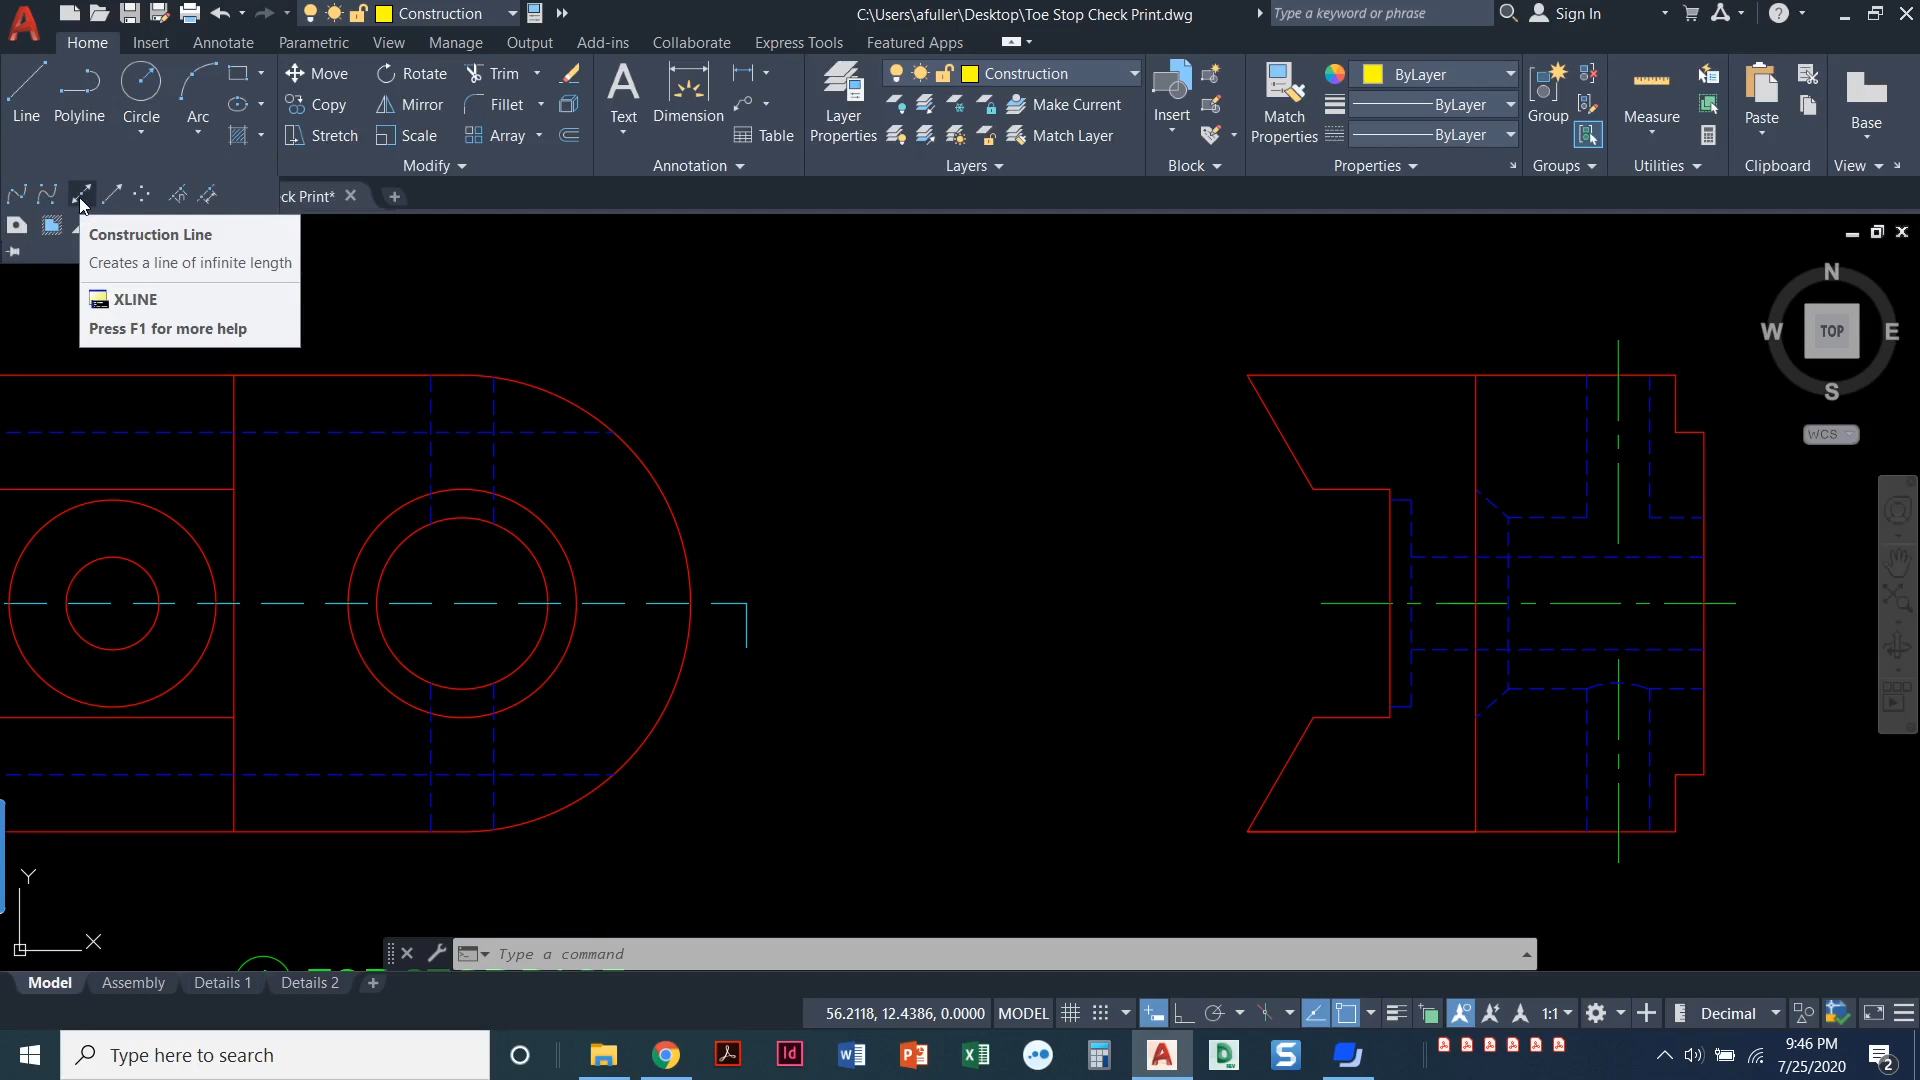 Construction
C:\Users\afuller\Desktop\Toe Stop Check Print.dwg
Type a keyword or phrase
Sign In
Home Insert Annotate Parametric View Manage Output Add-ins Collaborate Express Tools Featured Apps
Line Polyline Circle Arc
Move Rotate Trim
Copy Mirror Fillet
Stretch Scale Array
Modify
Text Dimension
Table
Annotation
Layer Properties
Construction
Make Current
Match Layer
Layers
Insert
Block
Match Properties
ByLayer
ByLayer
ByLayer
Properties
Group
Groups
Measure
Utilities
Paste
Clipboard
Base
View
ck Print*
Construction Line
Creates a line of infinite length
XLINE
Press F1 for more help
N
W TOP E
S
WCS
Y
X
Type a command
Model Assembly Details 1 Details 2
56.2118, 12.4386, 0.0000 MODEL 1:1 Decimal
Type here to search
9:46 PM
7/25/2020
2